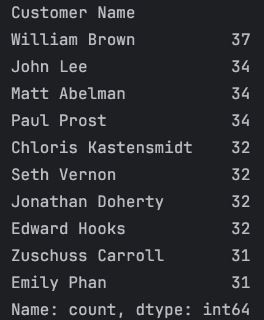 Customer Name
William Brown          37
John Lee               34
Matt Abelman           34
Paul Prost             34
Chloris Kastensmidt    32
Seth Vernon            32
Jonathan Doherty       32
Edward Hooks           32
Zuschuss Carroll       31
Emily Phan             31
Name: count, dtype: int64